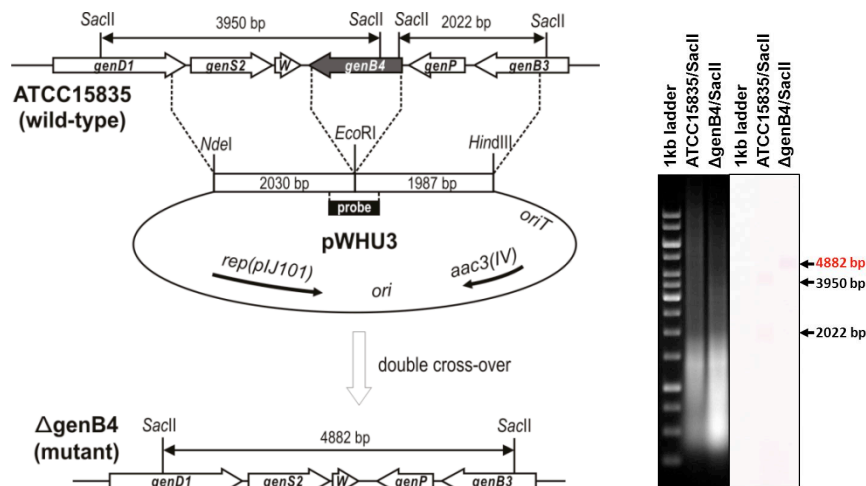 SacII 3950 bp SacII SacII 2022 bp SacII
genD1 genS2 W genB4 genP genB3
ATCC15835
(wild-type)
NdeI EcoRI HindIII
2030 bp 1987 bp
probe
oriT
pWHU3
rep(pIJ101) ori aac3(IV)
double cross-over
ΔgenB4
(mutant)
SacII 4882 bp SacII
genD1 genS2 W genP genB3
1kb ladder
ATCC15835/SacII
ΔgenB4/SacII
1kb ladder
ATCC15835/SacII
ΔgenB4/SacII
4882 bp
3950 bp
2022 bp